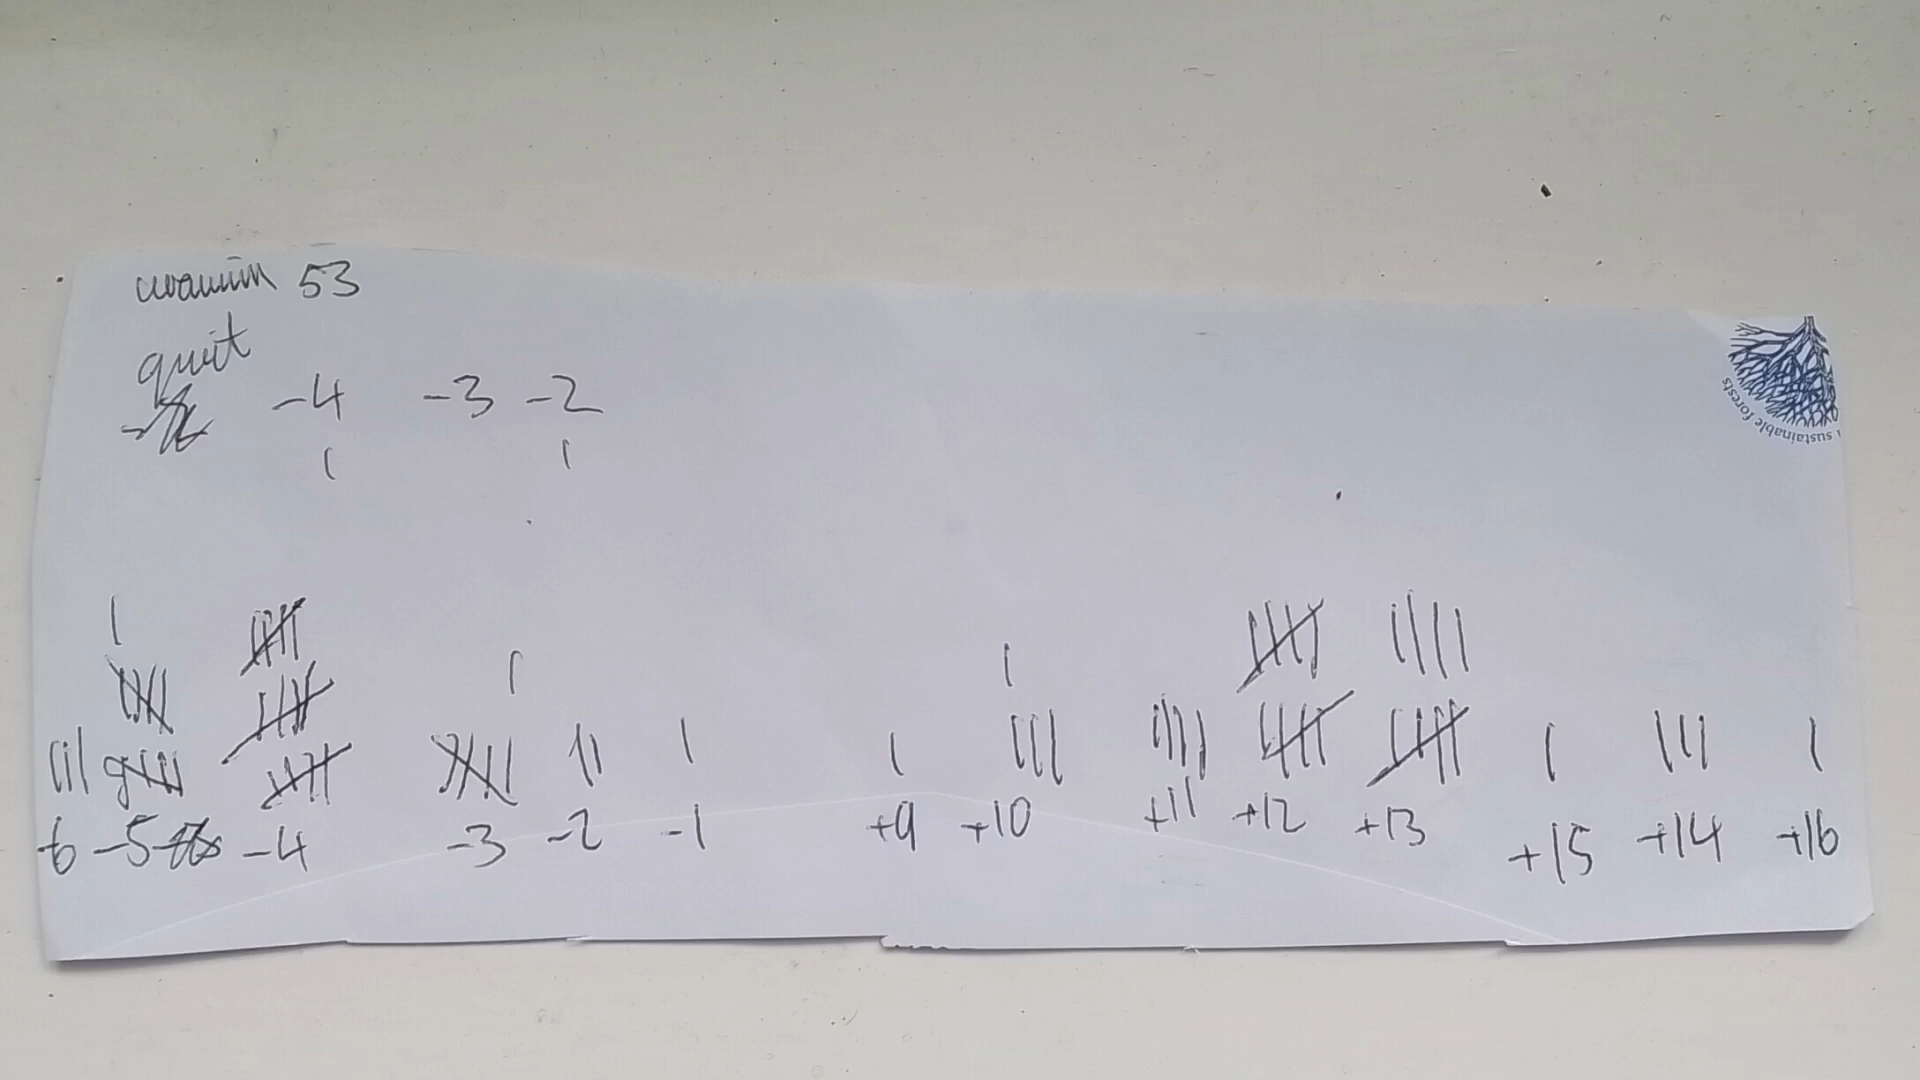 53
quit
-4 -3 -2
| |
| |||| |||| ||||
|||| |||| | |
||| |||| |||| |||| || | | ||| |||| |||| |||| | ||| |
-6 -5 -4 -3 -2 -1 +9 +10 +11 +12 +13 +15 +14 +16
sustainable forests